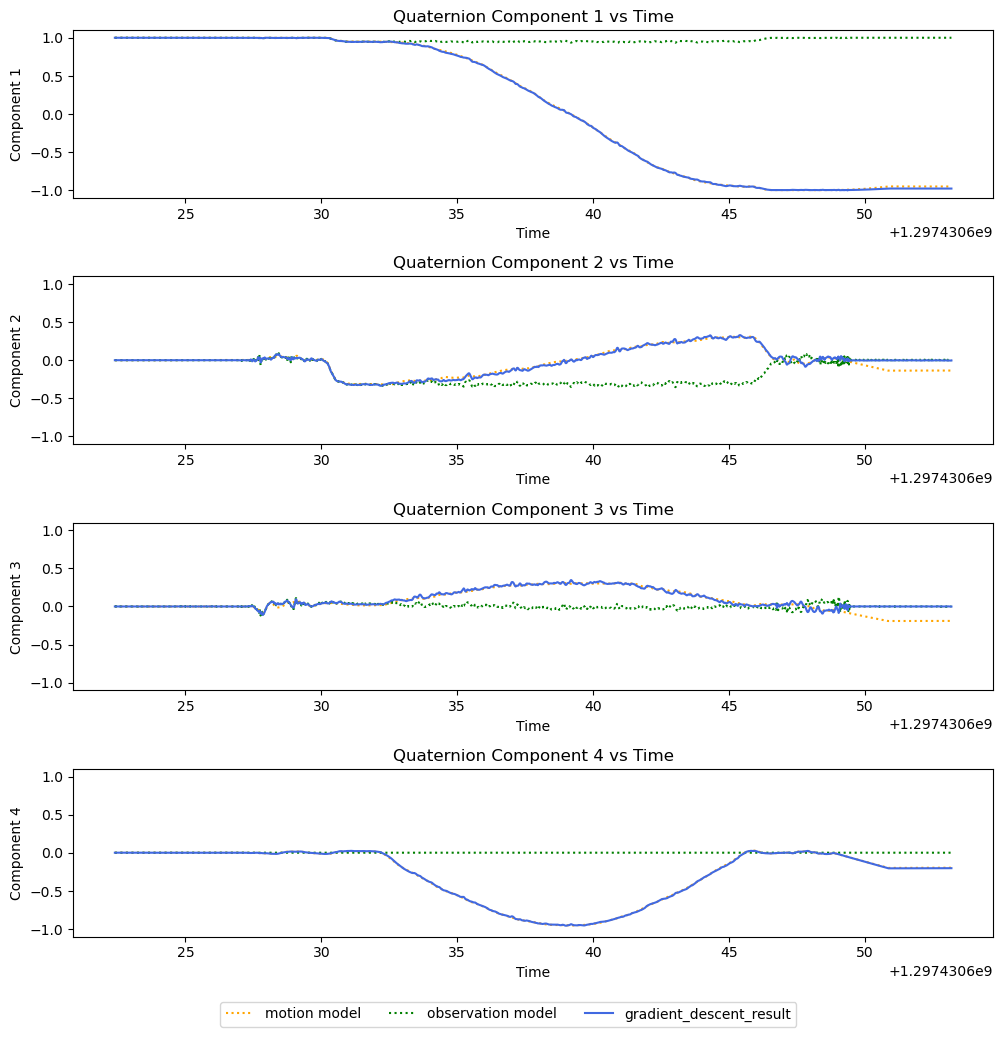 Quaternion Component 1 vs Time
1.0
0.5
0.0
−0.5
−1.0
Component 1
25 30 35 40 45 50
Time
+1.2974306e9
Quaternion Component 2 vs Time
1.0
0.5
0.0
−0.5
−1.0
Component 2
25 30 35 40 45 50
Time
+1.2974306e9
Quaternion Component 3 vs Time
1.0
0.5
0.0
−0.5
−1.0
Component 3
25 30 35 40 45 50
Time
+1.2974306e9
Quaternion Component 4 vs Time
1.0
0.5
0.0
−0.5
−1.0
Component 4
25 30 35 40 45 50
Time
+1.2974306e9
motion model observation model gradient_descent_result